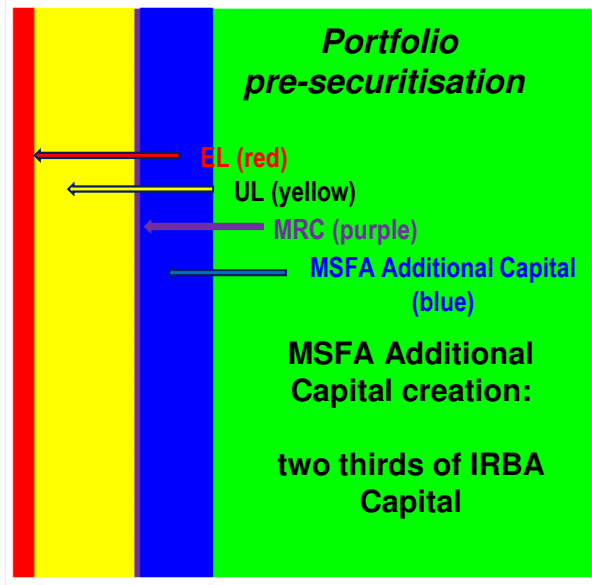 Portfolio
pre-securitisation
EL (red)
UL (yellow)
MRC (purple)
MSFA Additional Capital
(blue)
MSFA Additional
Capital creation:
two thirds of IRBA
Capital